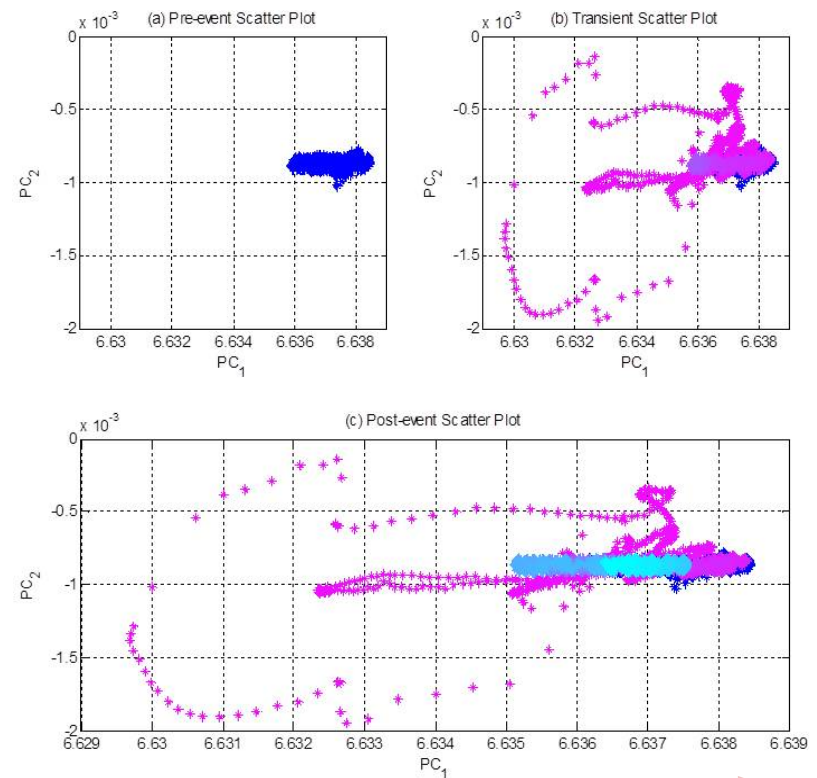 x 10⁻³ (a) Pre-event Scatter Plot
0
-0.5
-1
-1.5
-2
PC₂
6.63 6.632 6.634 6.636 6.638
PC₁
x 10⁻³ (b) Transient Scatter Plot
0
-0.5
-1
-1.5
-2
PC₂
6.63 6.632 6.634 6.636 6.638
PC₁
x 10⁻³ (c) Post-event Scatter Plot
0
-0.5
-1
-1.5
-2
PC₂
6.629 6.63 6.631 6.632 6.633 6.634 6.635 6.636 6.637 6.638 6.639
PC₁